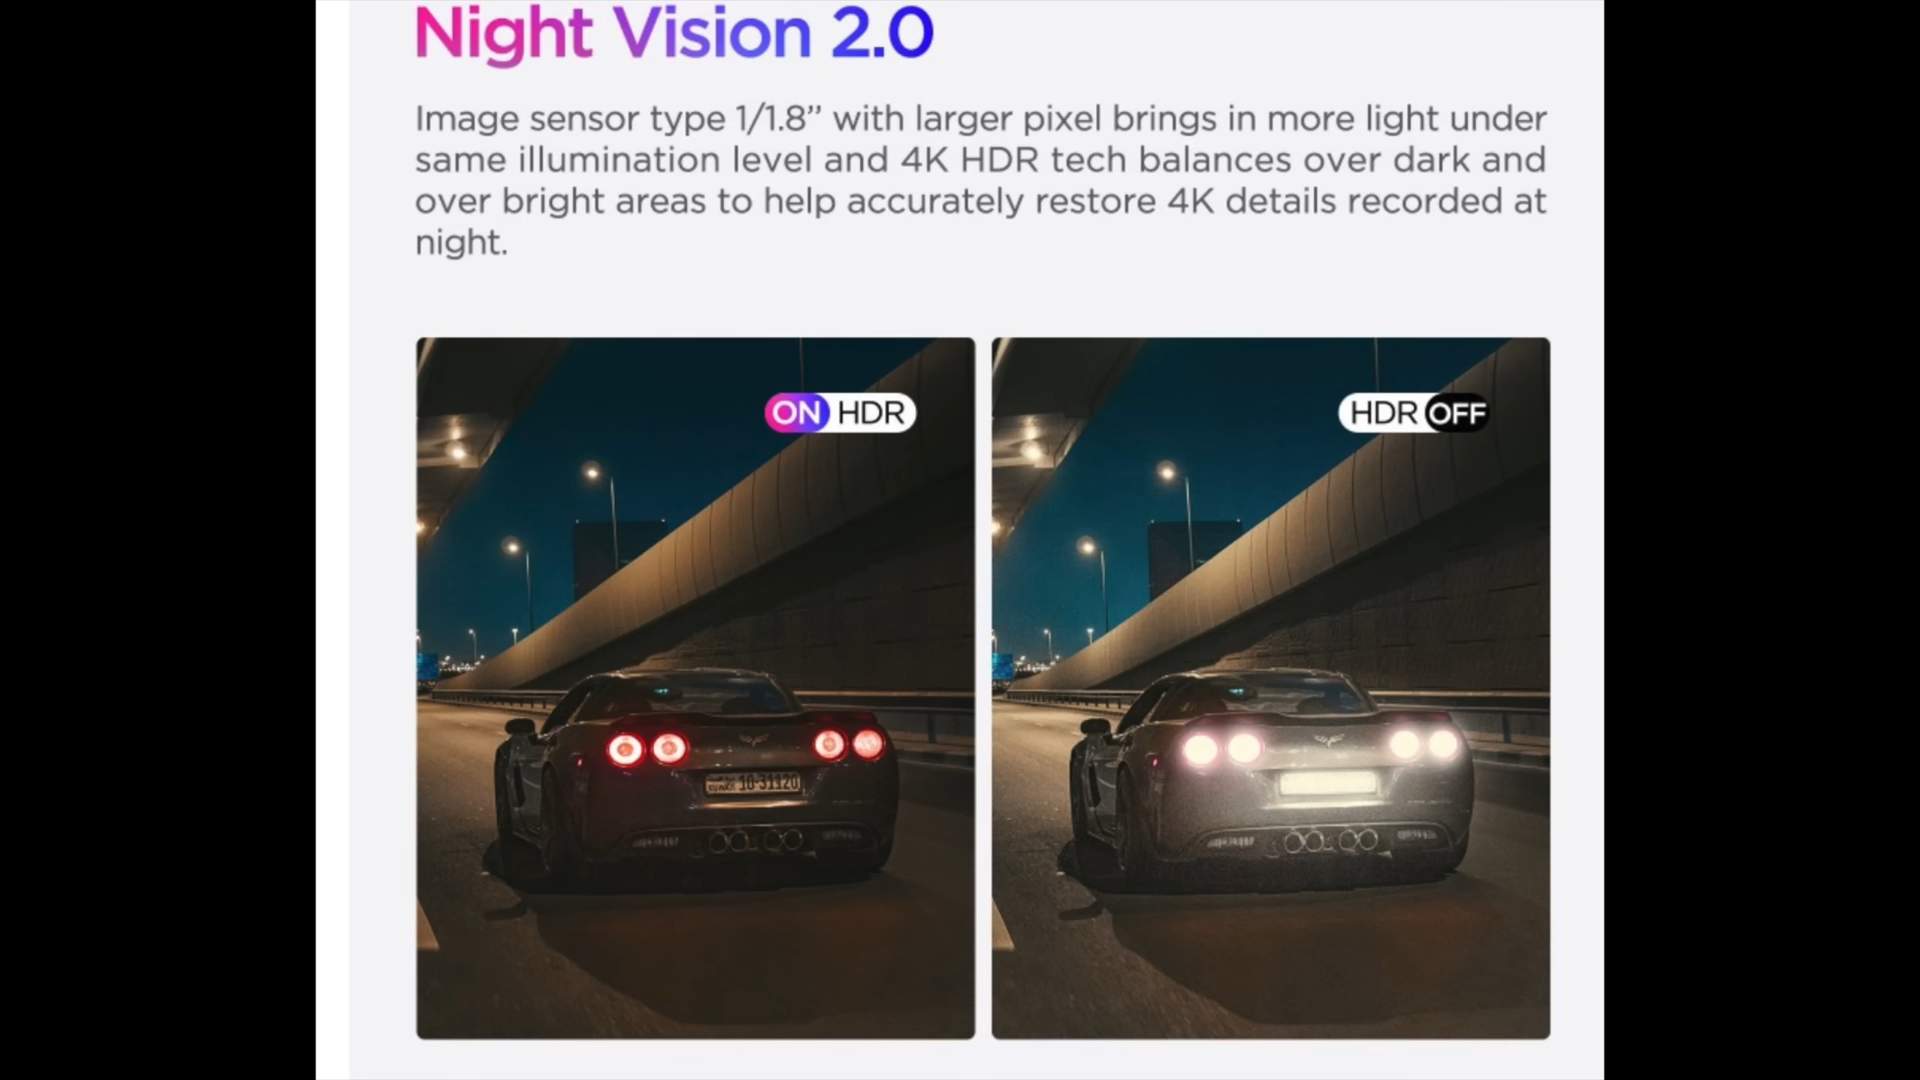 Night Vision 2.0
Image sensor type 1/1.8” with larger pixel brings in more light under
same illumination level and 4K HDR tech balances over dark and
over bright areas to help accurately restore 4K details recorded at
night.
ON HDR
HDR OFF
10-31120